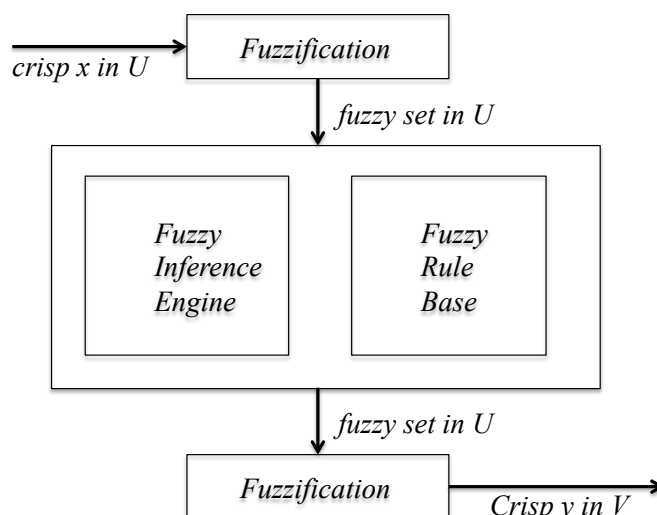 Fuzzification
crisp x in U
fuzzy set in U
Fuzzy
Inference
Engine
Fuzzy
Rule
Base
fuzzy set in U
Fuzzification
Crisp y in V